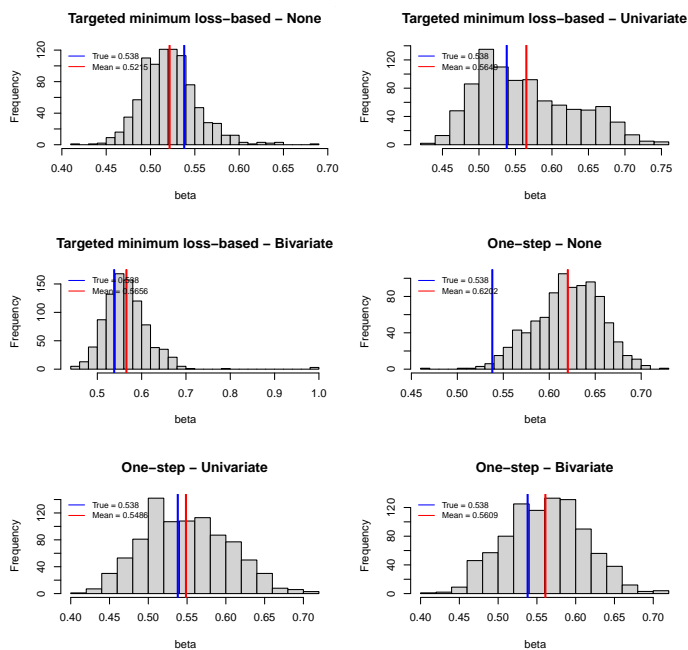 Targeted minimum loss−based − None
True = 0.538
Mean = 0.5215
Frequency
0 40 80 120
0.40 0.45 0.50 0.55 0.60 0.65 0.70
beta
Targeted minimum loss−based − Univariate
True = 0.538
Mean = 0.5649
Frequency
0 40 80 120
0.45 0.50 0.55 0.60 0.65 0.70 0.75
beta
Targeted minimum loss−based − Bivariate
True = 0.538
Mean = 0.5656
Frequency
0 50 100 150
0.5 0.6 0.7 0.8 0.9 1.0
beta
One−step − None
True = 0.538
Mean = 0.6202
Frequency
0 40 80
0.45 0.50 0.55 0.60 0.65 0.70
beta
One−step − Univariate
True = 0.538
Mean = 0.5486
Frequency
0 40 80 120
0.40 0.45 0.50 0.55 0.60 0.65 0.70
beta
One−step − Bivariate
True = 0.538
Mean = 0.5609
Frequency
0 40 80 120
0.40 0.45 0.50 0.55 0.60 0.65 0.70
beta